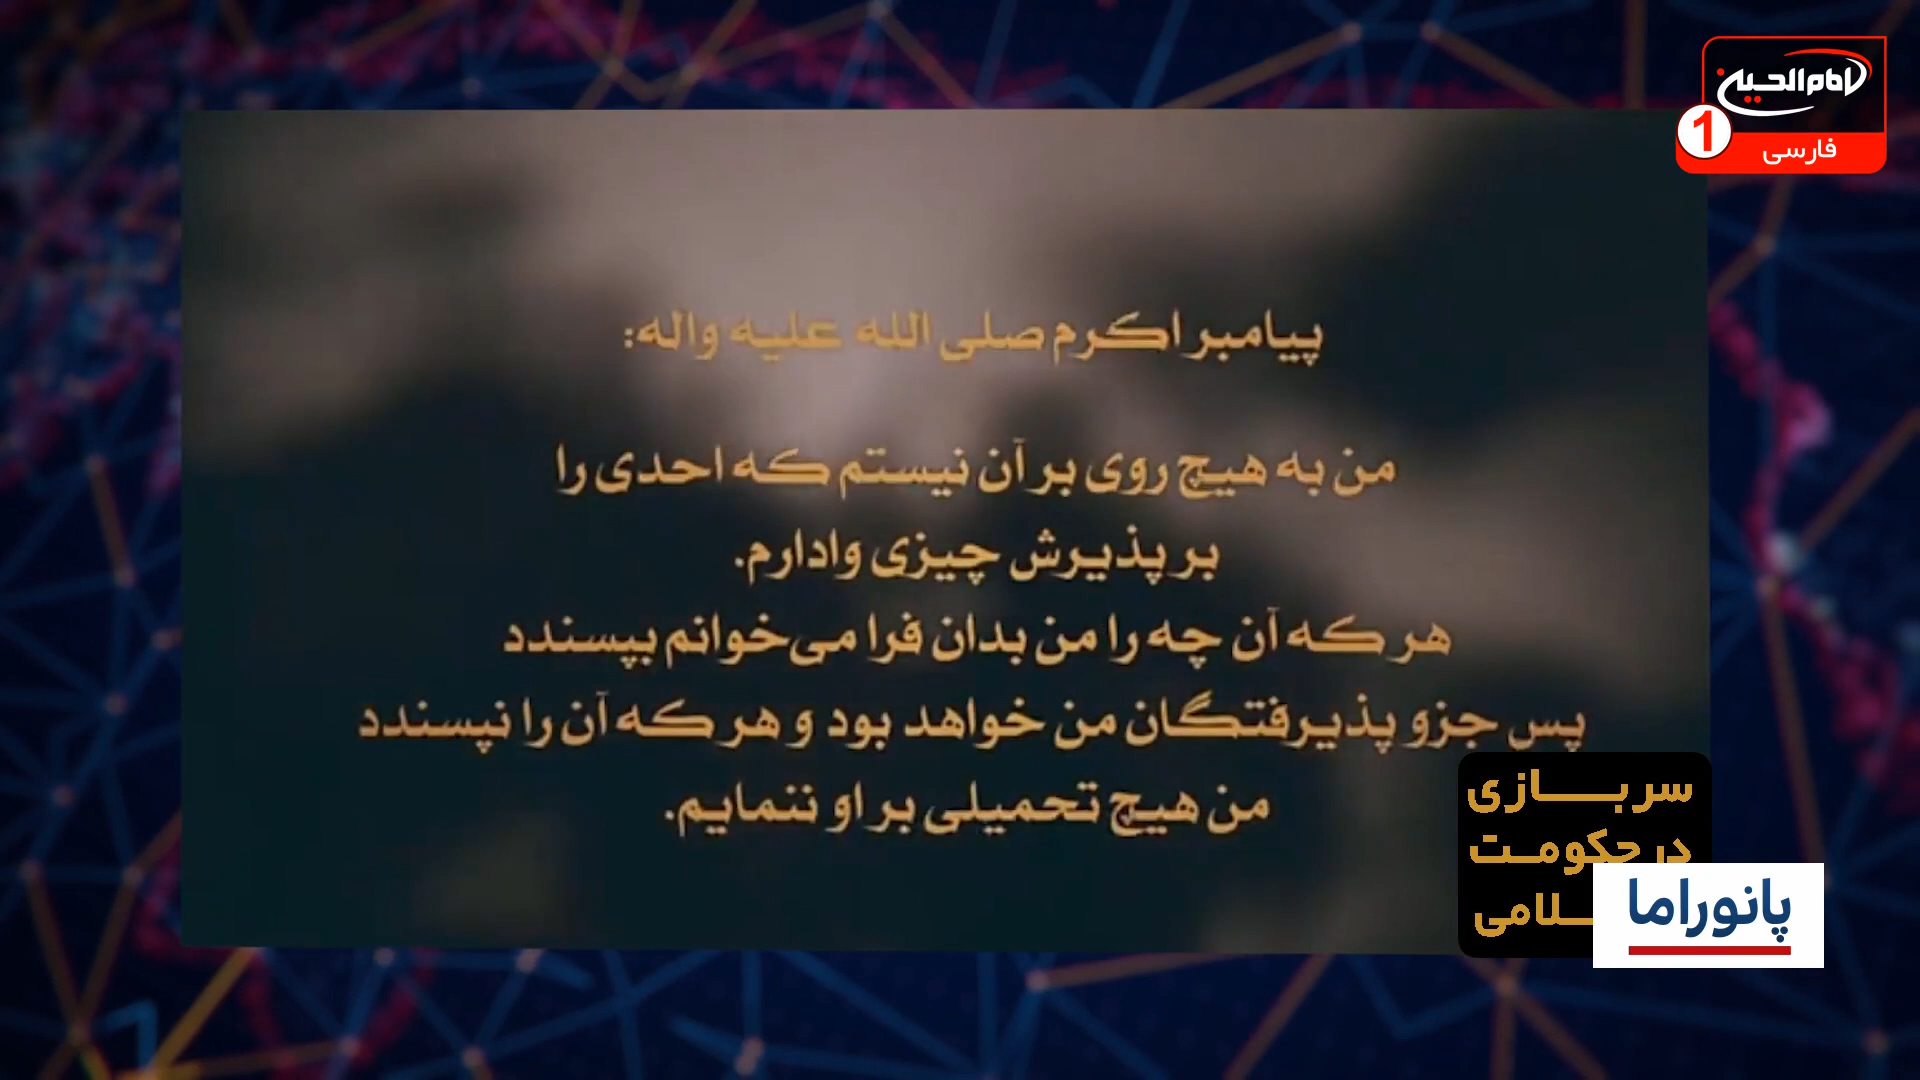 امام الحسین
1
فارسی
پیامبر اکرم صلی الله علیه واله:
من به هیچ روی بر آن نیستم که احدی را
بر پذیرش چیزی وادارم.
هر که آن چه را من بدان فرا می‌خوانم بپسندد
پس جزو پذیرفتگان من خواهد بود و هر که آن را نپسندد
من هیچ تحمیلی بر او ننمایم.
سربازی
در حکومت
پانوراما